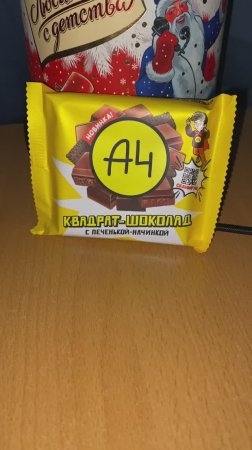 с детства
НОВИНКА!
А4
КВАДРАТ-ШОКОЛАД
С ПЕЧЕНЬКОЙ-НАЧИНКОЙ